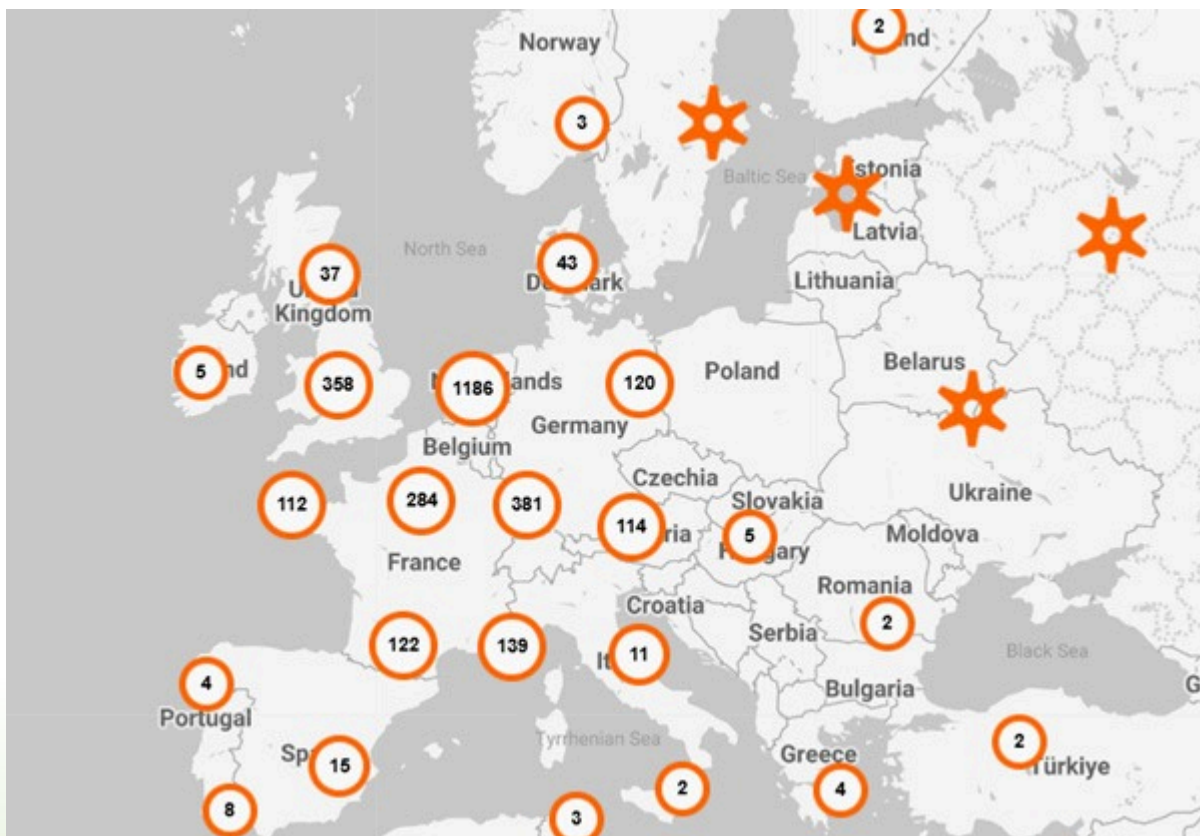 2
Norway
3
Baltic Sea
Latvia
North Sea
37
43
Lithuania
Kingdom
Belarus
5
358
1186
120
Poland
Germany
Belgium
Czechia
Slovakia
Ukraine
112
284
381
114
5
Moldova
France
Romania
Croatia
2
Serbia
122
139
11
Black Sea
4
Bulgaria
Portugal
Tyrrhenian Sea
2
Greece
15
Türkiye
2
4
8
3